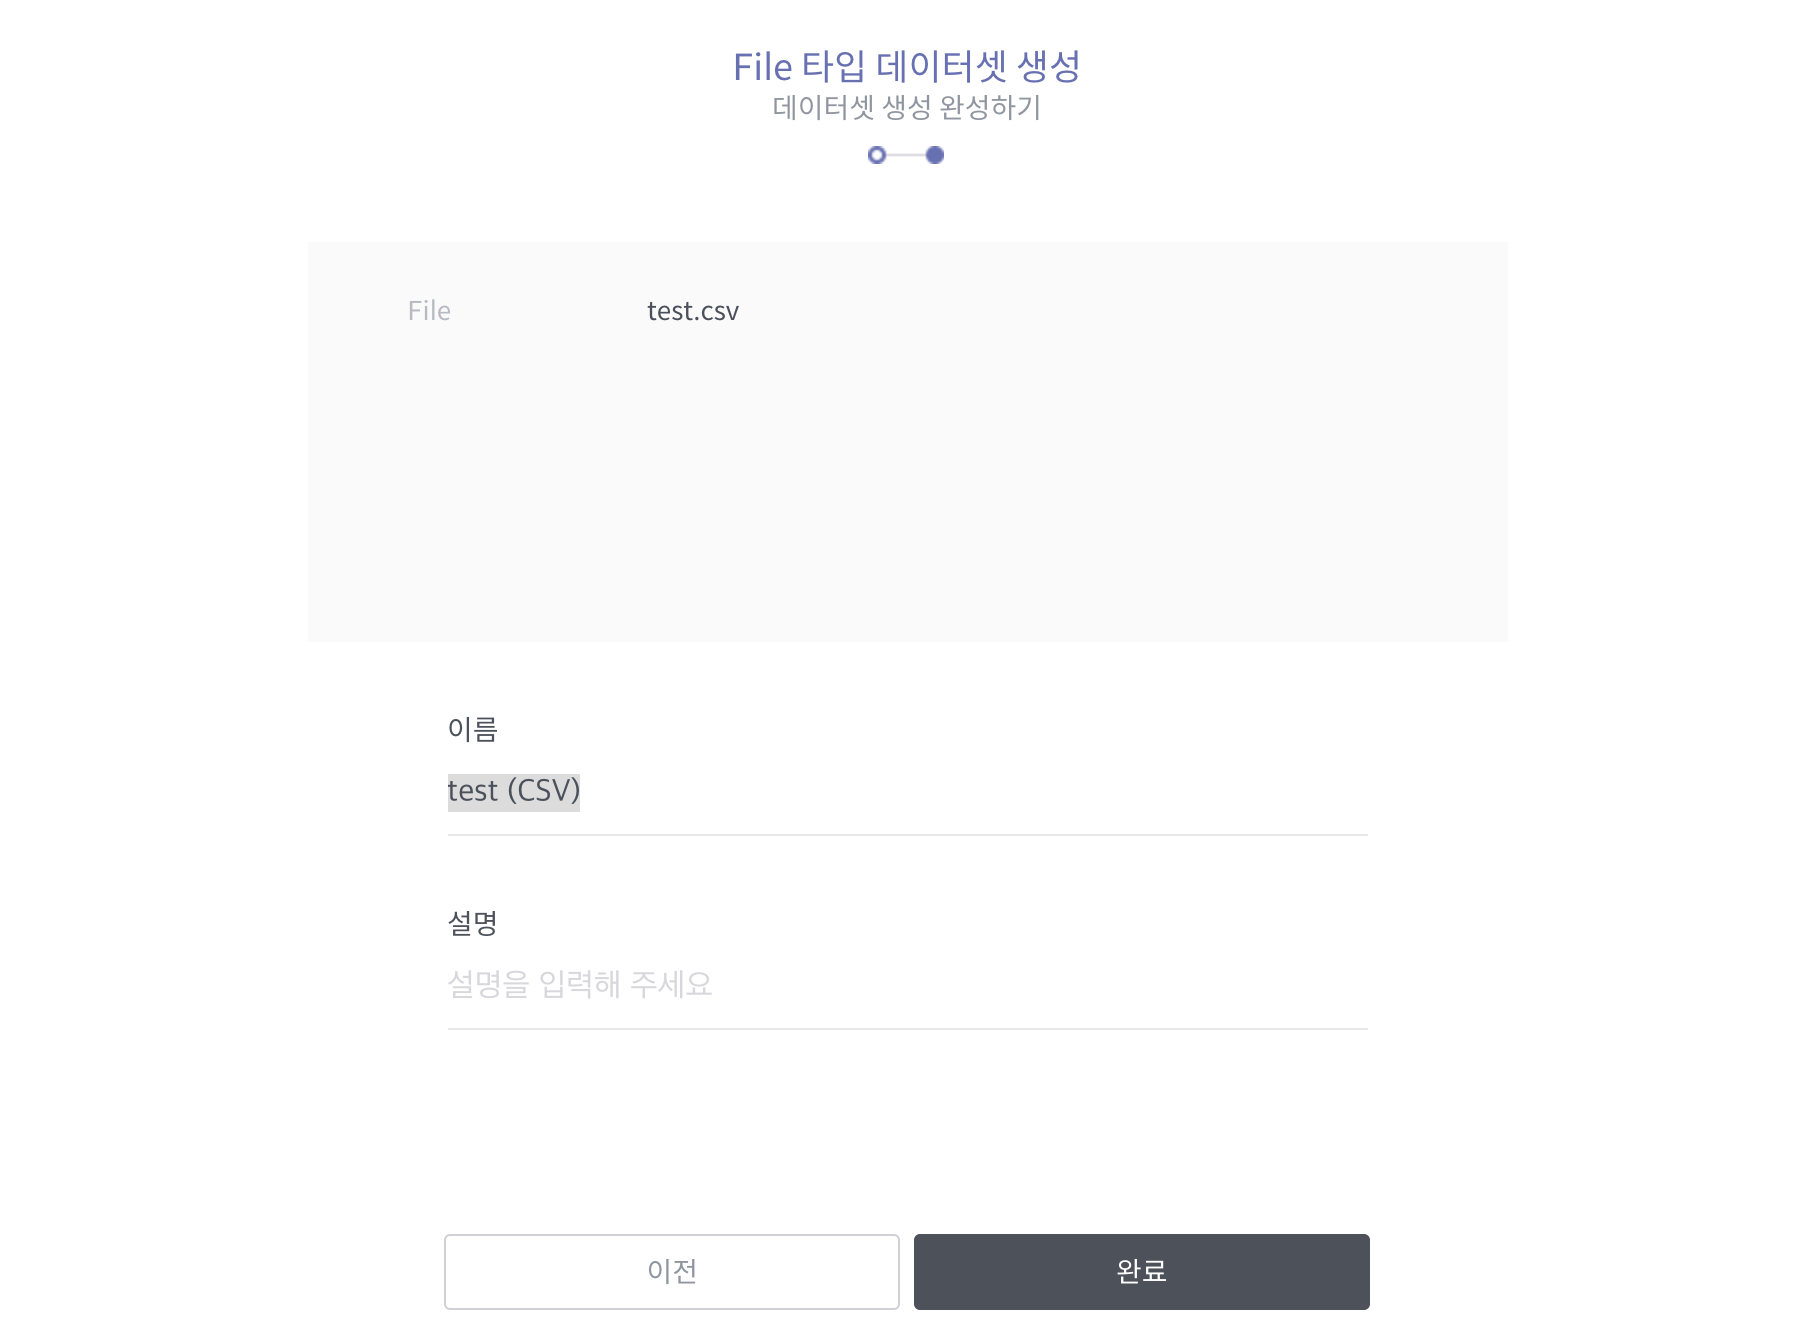 File 타입 데이터셋 생성
데이터셋 생성 완성하기
File test.csv
이름
test (CSV)
설명
설명을 입력해 주세요
이전 완료